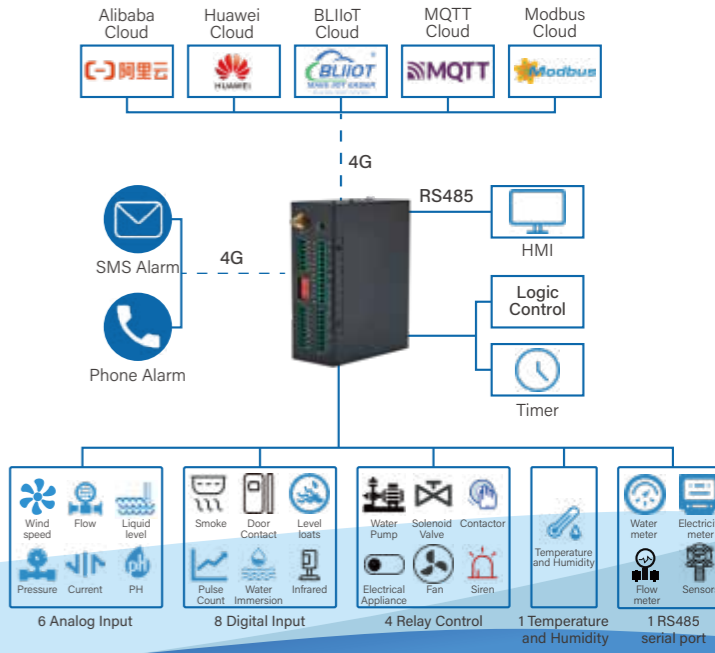 Alibaba
Cloud
Huawei
Cloud
BLIIoT
Cloud
MQTT
Cloud
Modbus
Cloud
阿里云
HUAWEI
BLIIOT
MQTT
Modbus
4G
RS485
HMI
SMS Alarm
4G
Phone Alarm
Logic
Control
Timer
Wind
speed
Flow
Liquid
level
Pressure
Current
PH
pH
6 Analog Input
Smoke
Door
Contact
Level
loats
Pulse
Count
Water
Immersion
Infrared
8 Digital Input
Water
Pump
Solenoid
Valve
Contactor
Electrical
Appliance
Fan
Siren
4 Relay Control
Temperature
and Humidity
1 Temperature
and Humidity
Water
meter
Electrici
meter
Flow
meter
Sensor
1 RS485
serial port